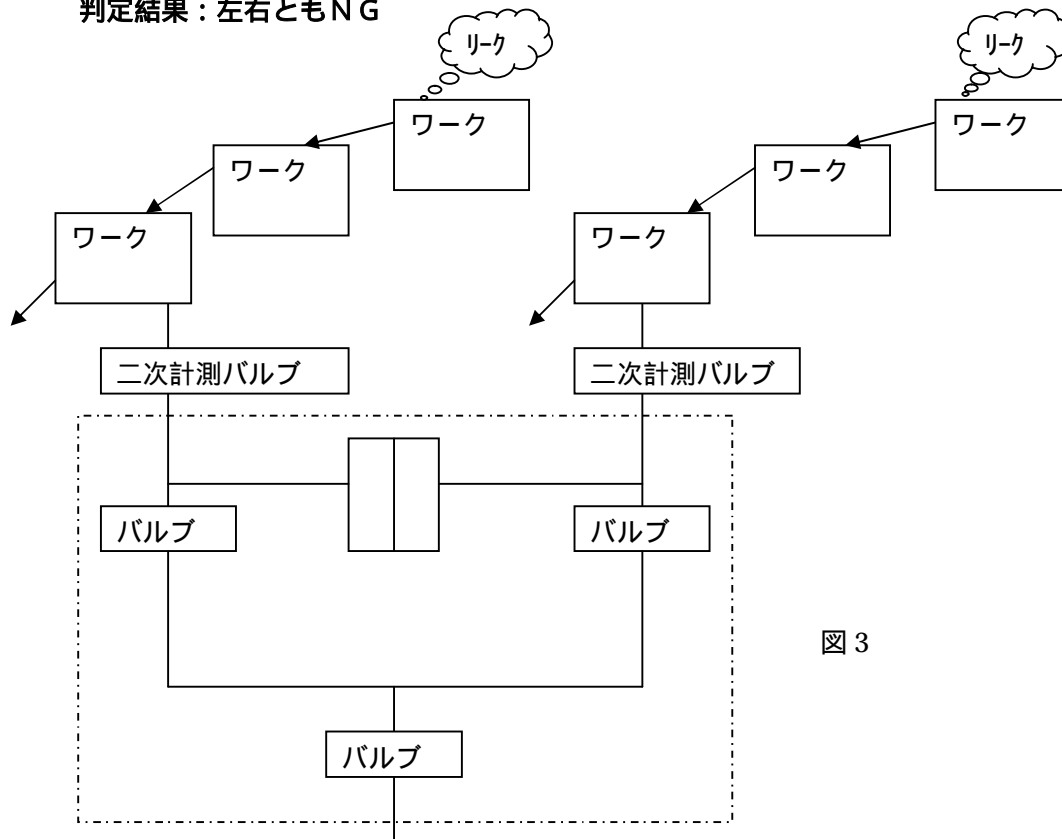 判定結果：左右ともＮＧ
リーク
リーク
ワーク
ワーク
ワーク
ワーク
ワーク
ワーク
二次計測バルブ
二次計測バルブ
バルブ
バルブ
図 3
バルブ